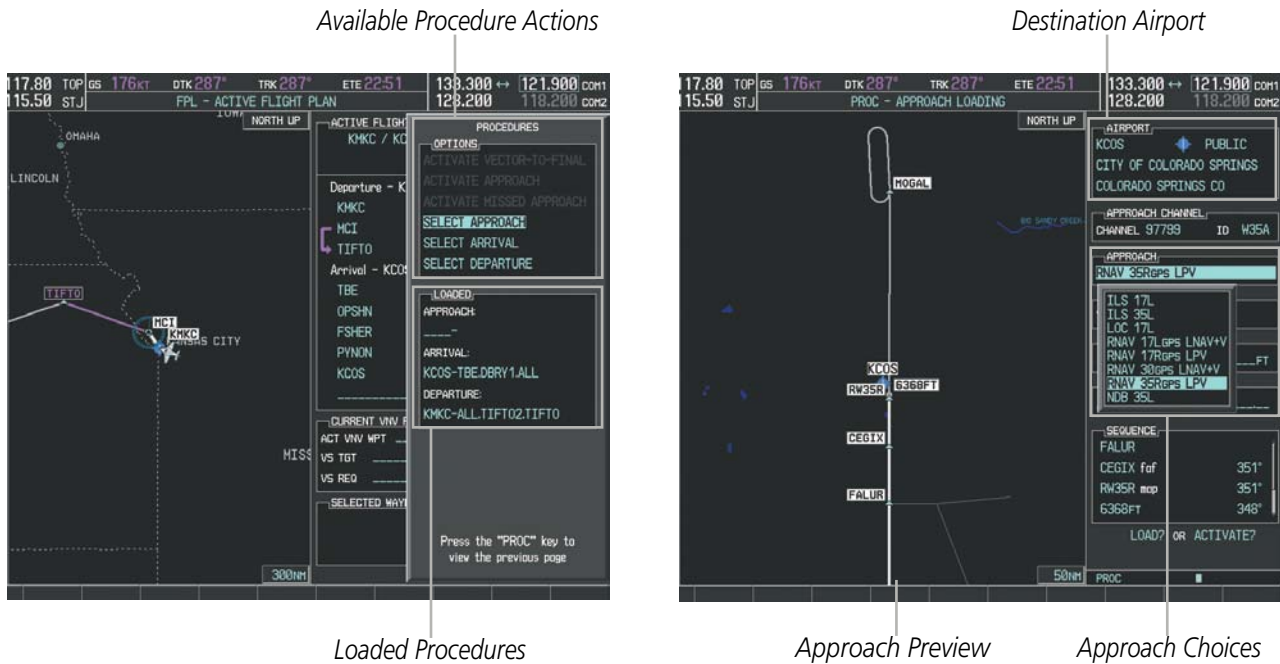 Available Procedure Actions
Destination Airport
117.80 TOP GS 176KT DTK 287° TRK 287° ETE 22:51 133.300 ↔ 121.900 COM1
115.50 STJ FPL – ACTIVE FLIGHT PLAN 128.200 118.200 COM2
NORTH UP
OMAHA
LINCOLN
TIFTO
MCI
KMKC
KANSAS CITY
MISS
300NM
ACTIVE FLIGH
KMKC / KC
Departure – K
KMKC
MCI
TIFTO
Arrival – KCOS
TBE
OPSHN
FSHER
PYNON
KCOS
CURRENT VNV P
ACT VNV WPT
VS TGT
VS REQ
SELECTED WAY
PROCEDURES
OPTIONS
ACTIVATE VECTOR-TO-FINAL
ACTIVATE APPROACH
ACTIVATE MISSED APPROACH
SELECT APPROACH
SELECT ARRIVAL
SELECT DEPARTURE
LOADED
APPROACH:
____-
ARRIVAL:
KCOS-TBE.DBRY1.ALL
DEPARTURE:
KMKC-ALL.TIFTO2.TIFTO
Press the "PROC" key to
view the previous page
117.80 TOP GS 176KT DTK 287° TRK 287° ETE 22:51 133.300 ↔ 121.900 COM1
115.50 STJ PROC – APPROACH LOADING 128.200 118.200 COM2
NORTH UP
MOGAL
BIG SANDY CREEK
KCOS
RW35R 6368FT
CEGIX
FALUR
50NM
AIRPORT
KCOS PUBLIC
CITY OF COLORADO SPRINGS
COLORADO SPRINGS CO
APPROACH CHANNEL
CHANNEL 97799 ID W35A
APPROACH
RNAV 35RGPS LPV
ILS 17L
ILS 35L
LOC 17L
RNAV 17LGPS LNAV+V
RNAV 17RGPS LPV
RNAV 30GPS LNAV+V
RNAV 35RGPS LPV
NDB 35L
___FT
SEQUENCE
FALUR
CEGIX faf 351°
RW35R map 351°
6368FT 348°
LOAD? OR ACTIVATE?
PROC
Loaded Procedures
Approach Preview
Approach Choices